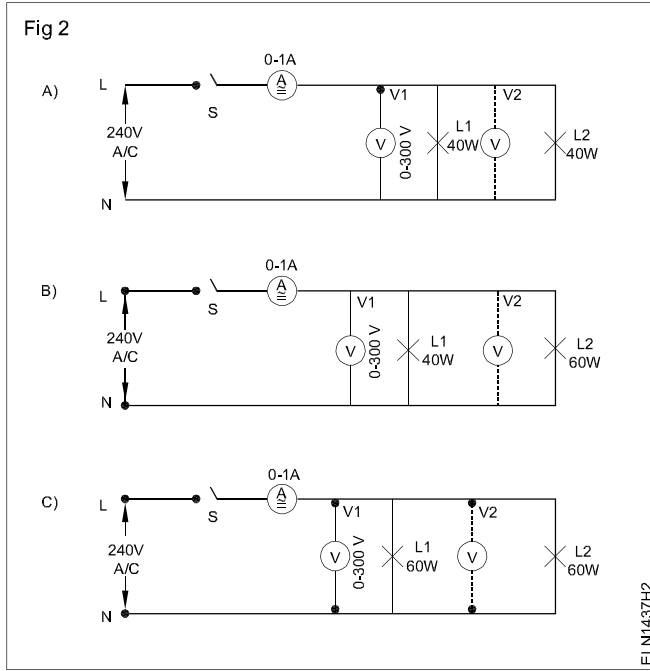 Fig 2
0-1A
A)
L
A
S
V1
V2
240V
A/C
V
0-300 V
L1
40W
V
L2
40W
N
0-1A
B)
L
A
S
V1
V2
240V
A/C
V
0-300 V
L1
40W
V
L2
60W
N
0-1A
C)
L
A
S
V1
V2
240V
A/C
V
0-300 V
L1
60W
V
L2
60W
N
ELN1437H2